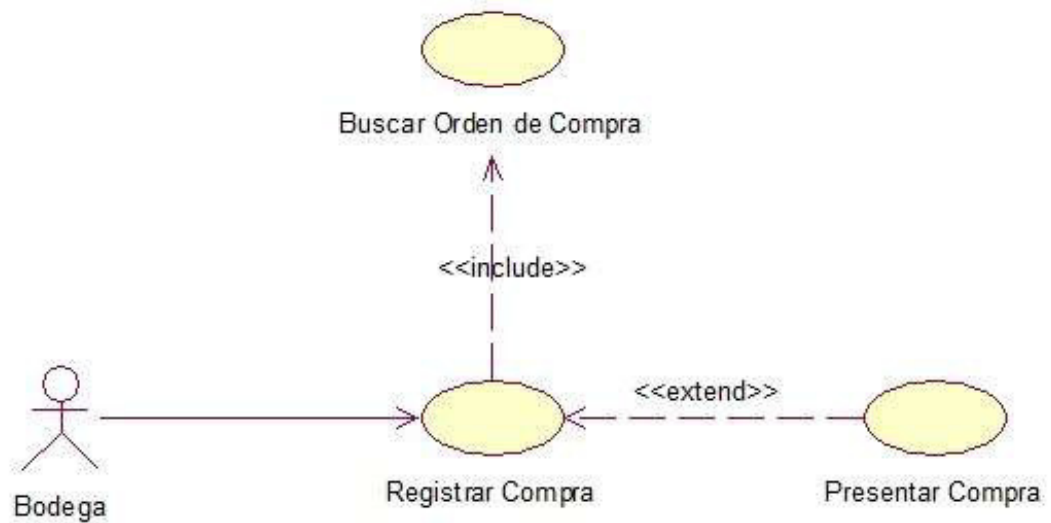 Buscar Orden de Compra
<<include>>
<<extend>>
Bodega
Registrar Compra
Presentar Compra